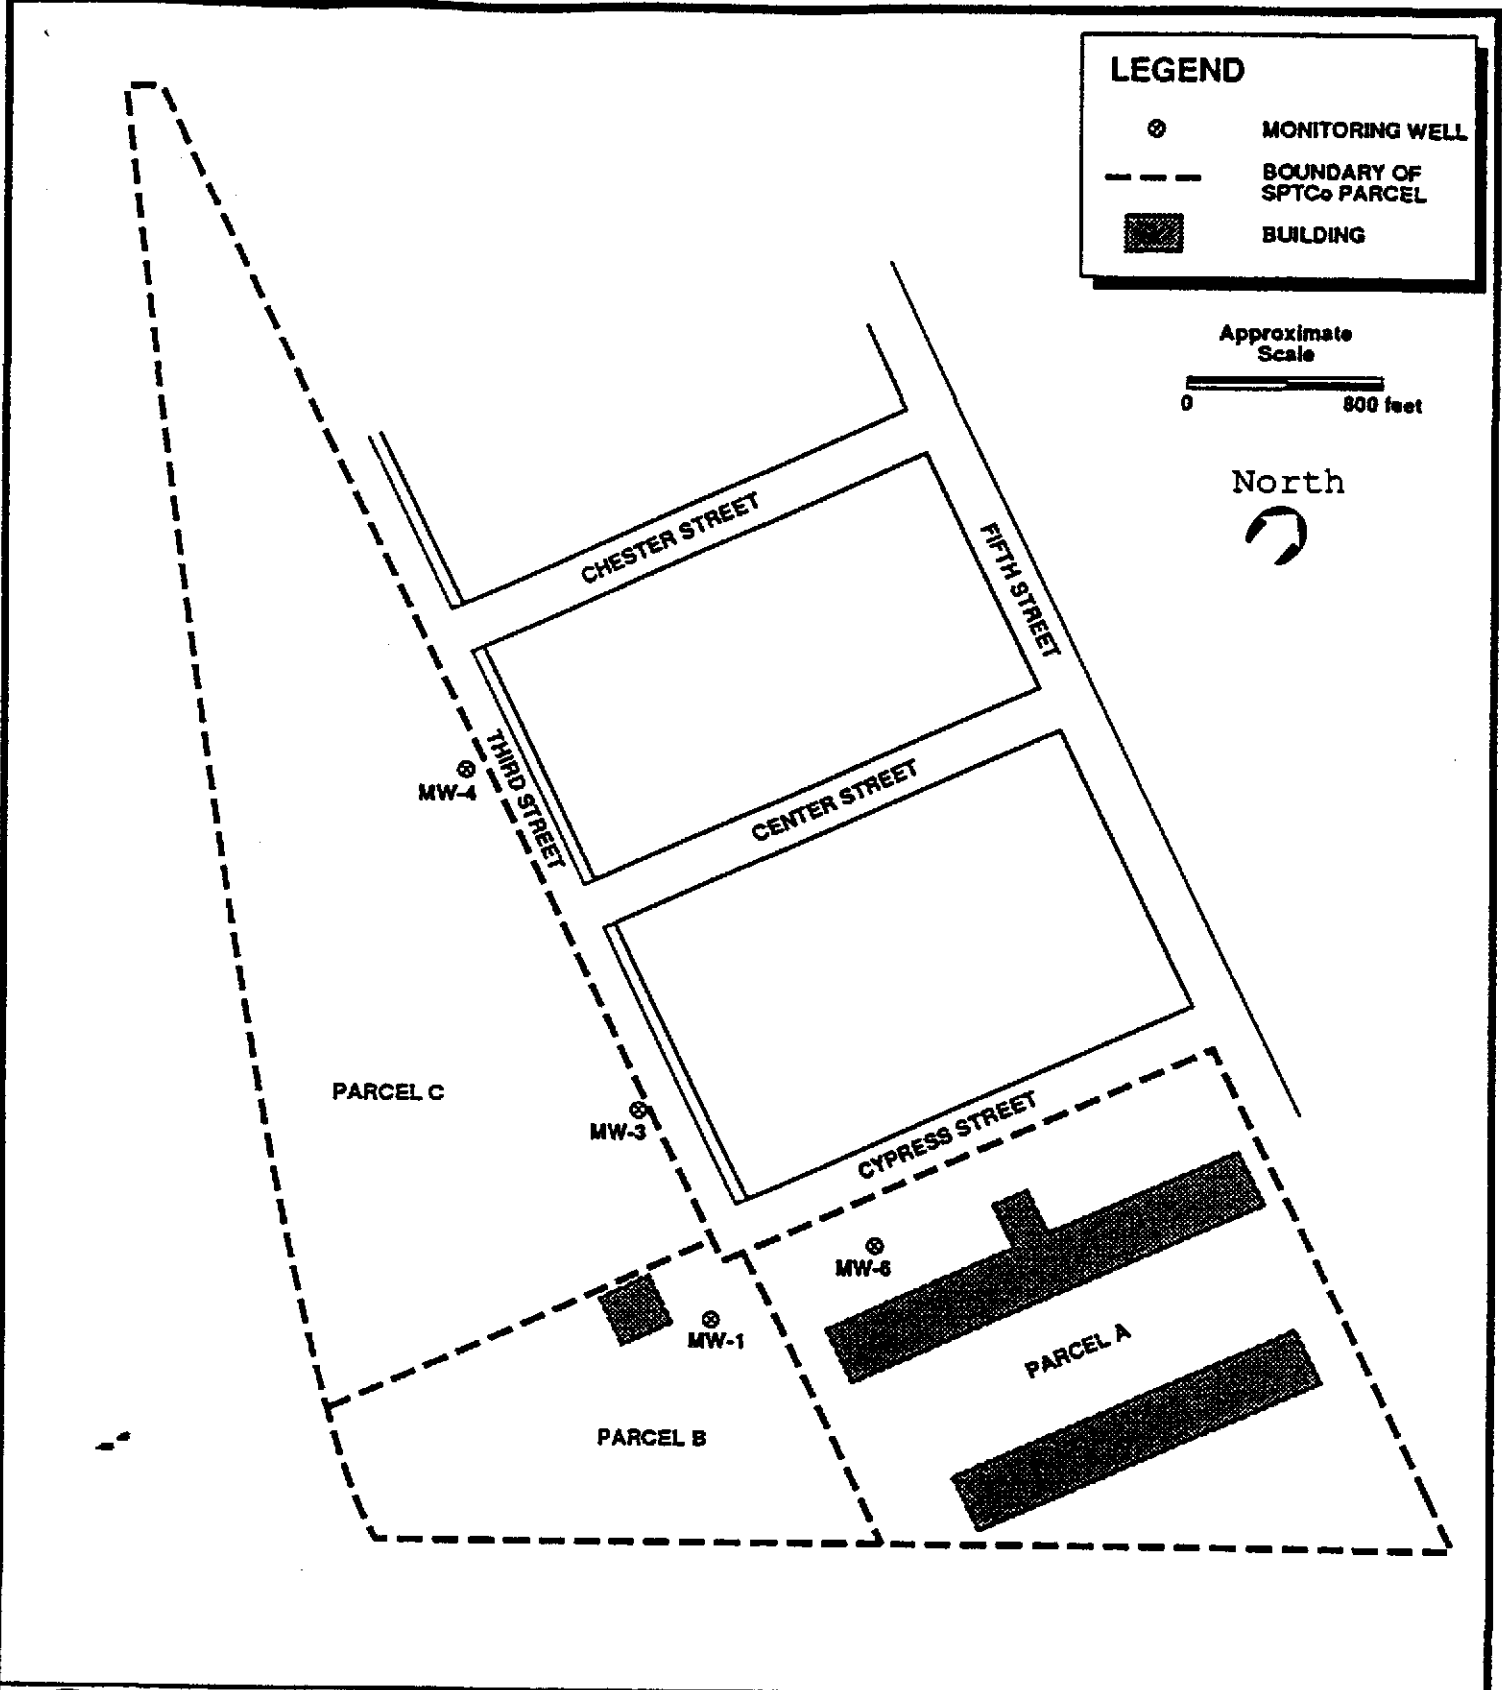 LEGEND
MONITORING WELL
BOUNDARY OF
SPTCo PARCEL
BUILDING
Approximate
Scale
0
800 feet
North
CHESTER STREET
FIFTH STREET
THIRD STREET
MW-4
CENTER STREET
PARCEL C
MW-3
CYPRESS STREET
MW-6
MW-1
PARCEL A
PARCEL B